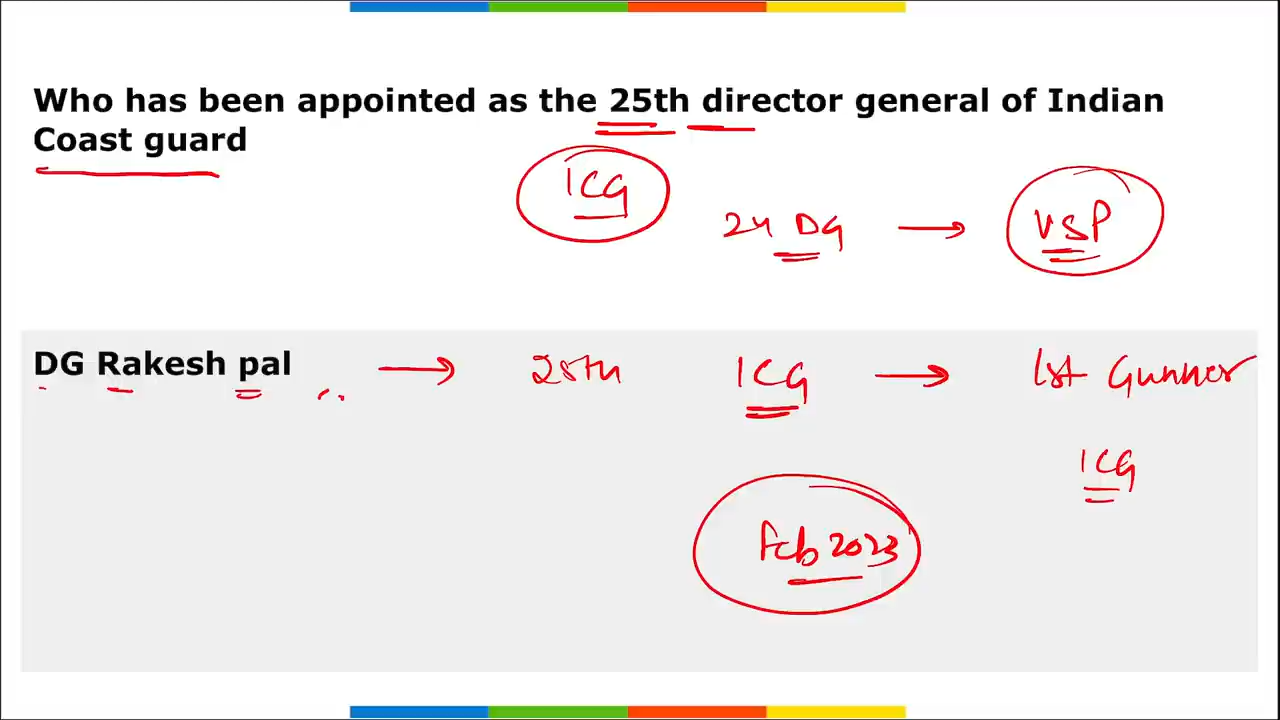 Who has been appointed as the 25th director general of Indian
Coast guard
ICG
24 DG → VSP
DG Rakesh pal → 25th ICG → 1st Gunner
ICG
Feb 2023